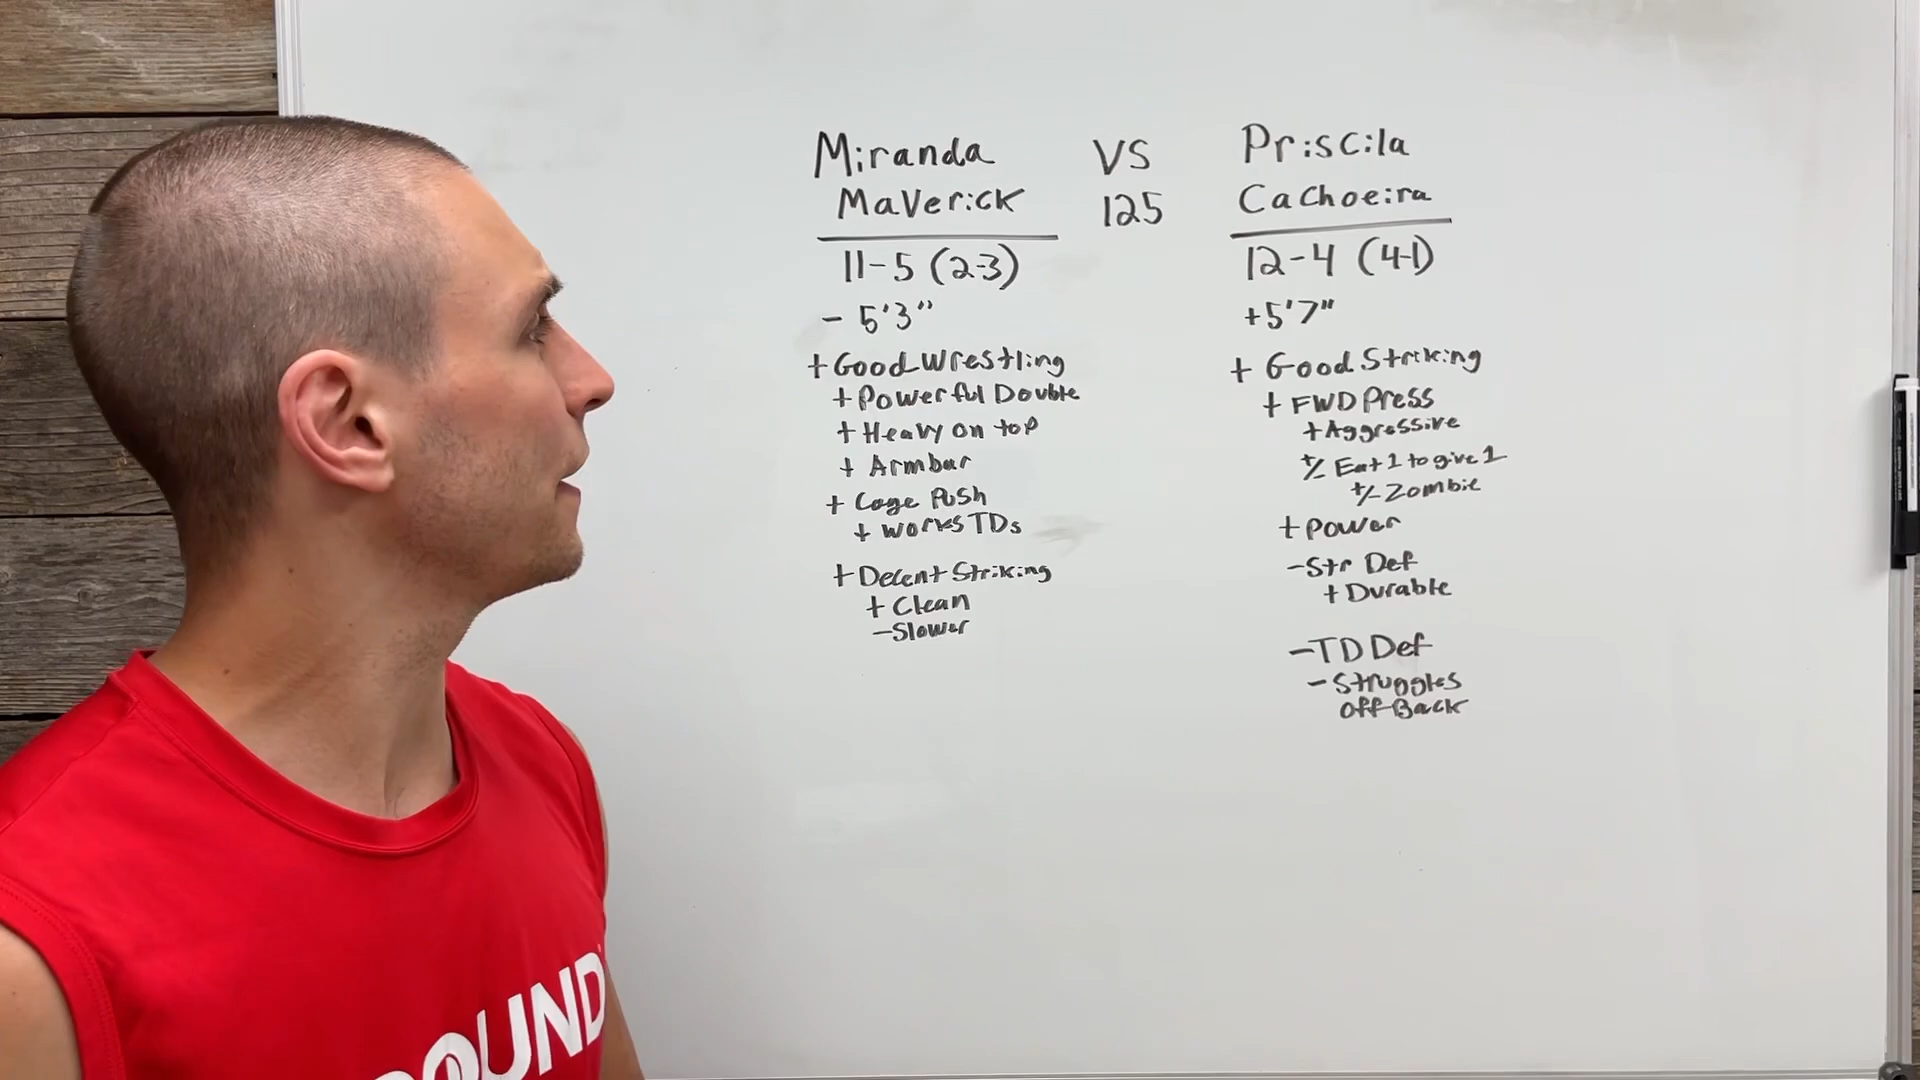 Miranda
Maverick
11-5 (2-3)
- 5'3"
+ Good Wrestling
+ Powerful Double
+ Heavy on top
+ Armbar
+ Cage Push
+ Works TDs
+ Decent Striking
+ Clean
- Slower
VS
125
Priscila
Cachoeira
12-4 (4-1)
+ 5'7"
+ Good Striking
+ FWD Press
+ Aggressive
+/- Eat 1 to give 1
+/- Zombie
+ Power
- Str Def
+ Durable
- TD Def
- Struggles
Off Back
OUND